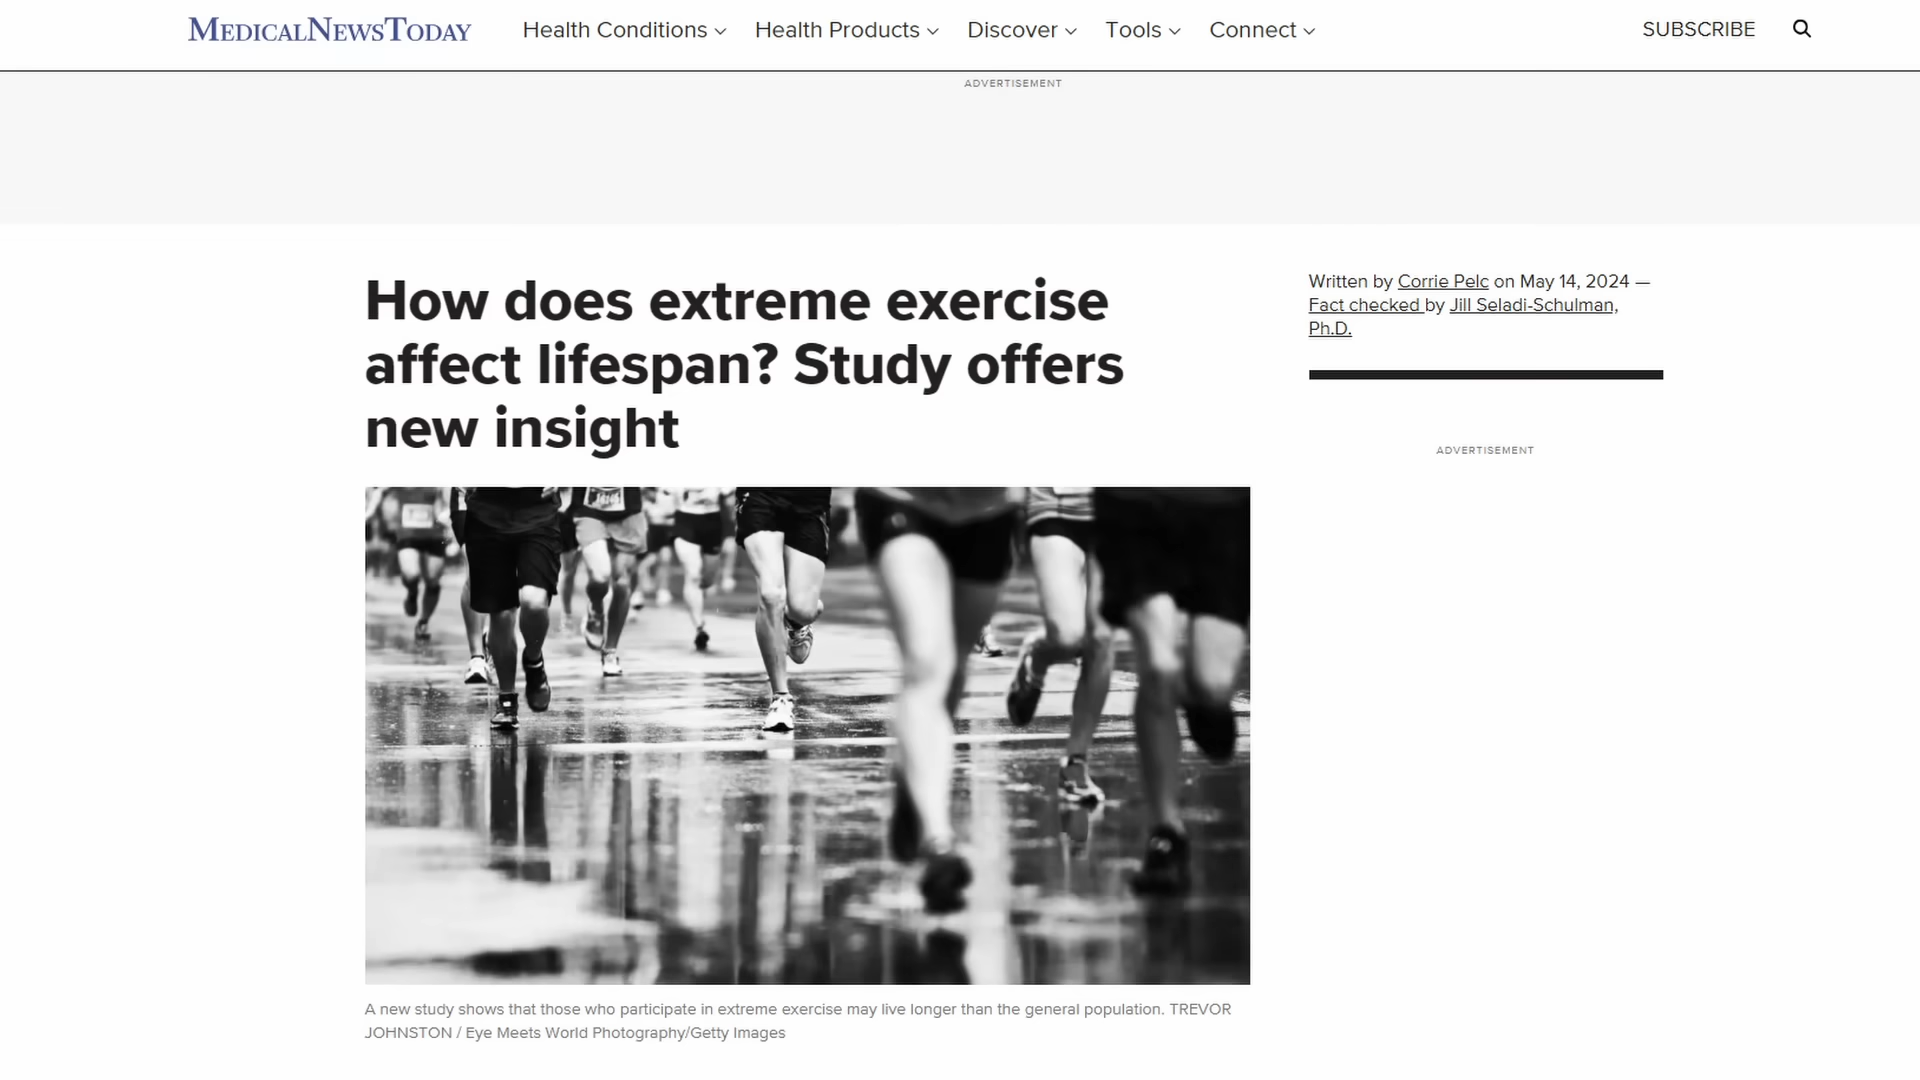 MEDICALNEWSTODAY Health Conditions Health Products Discover Tools Connect SUBSCRIBE
ADVERTISEMENT
How does extreme exercise
affect lifespan? Study offers
new insight
Written by Corrie Pelc on May 14, 2024 —
Fact checked by Jill Seladi-Schulman,
Ph.D.
ADVERTISEMENT
A new study shows that those who participate in extreme exercise may live longer than the general population. TREVOR
JOHNSTON / Eye Meets World Photography/Getty Images